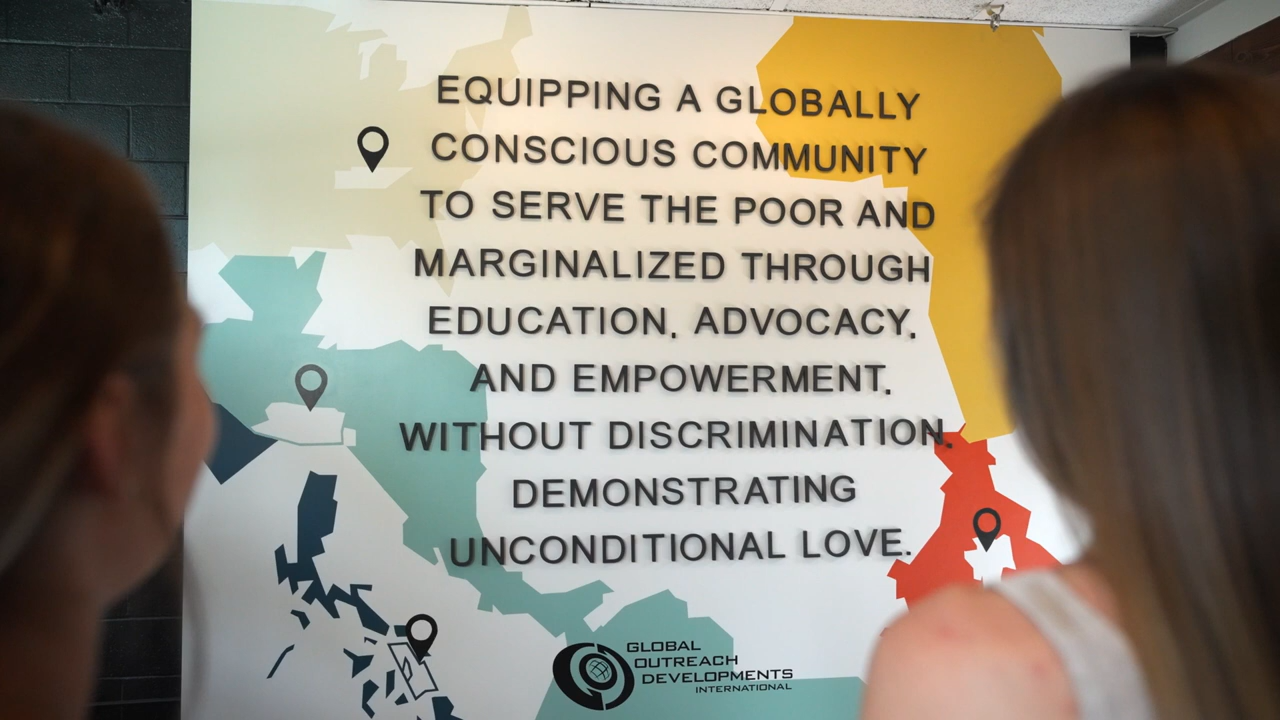 EQUIPPING A GLOBALLY
CONSCIOUS COMMUNITY
TO SERVE THE POOR AND
MARGINALIZED THROUGH
EDUCATION, ADVOCACY,
AND EMPOWERMENT,
WITHOUT DISCRIMINATION,
DEMONSTRATING
UNCONDITIONAL LOVE.
GLOBAL
OUTREACH
DEVELOPMENTS
INTERNATIONAL